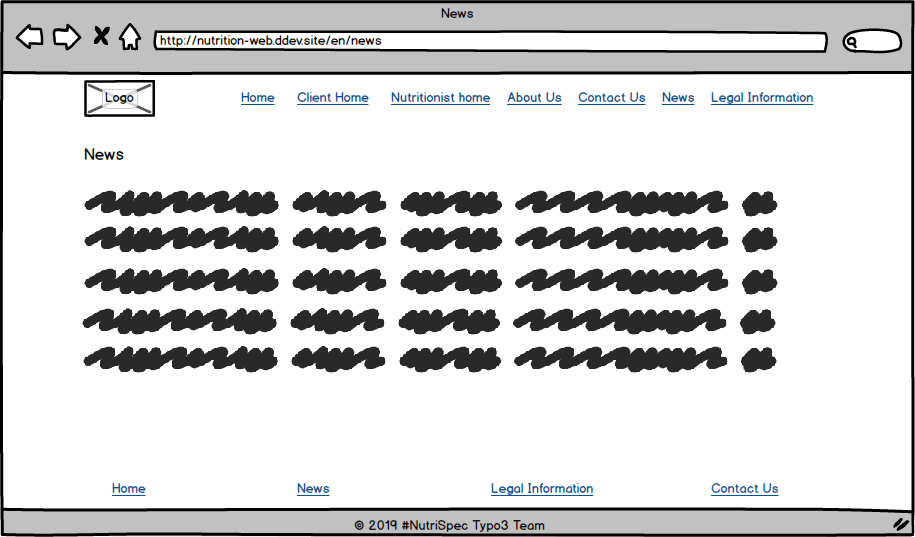 News
http://nutrition-web.ddev.site/en/news
Logo Home Client Home Nutritionist home About Us Contact Us News Legal Information
News
Home News Legal Information Contact Us
© 2019 #NutriSpec Typo3 Team